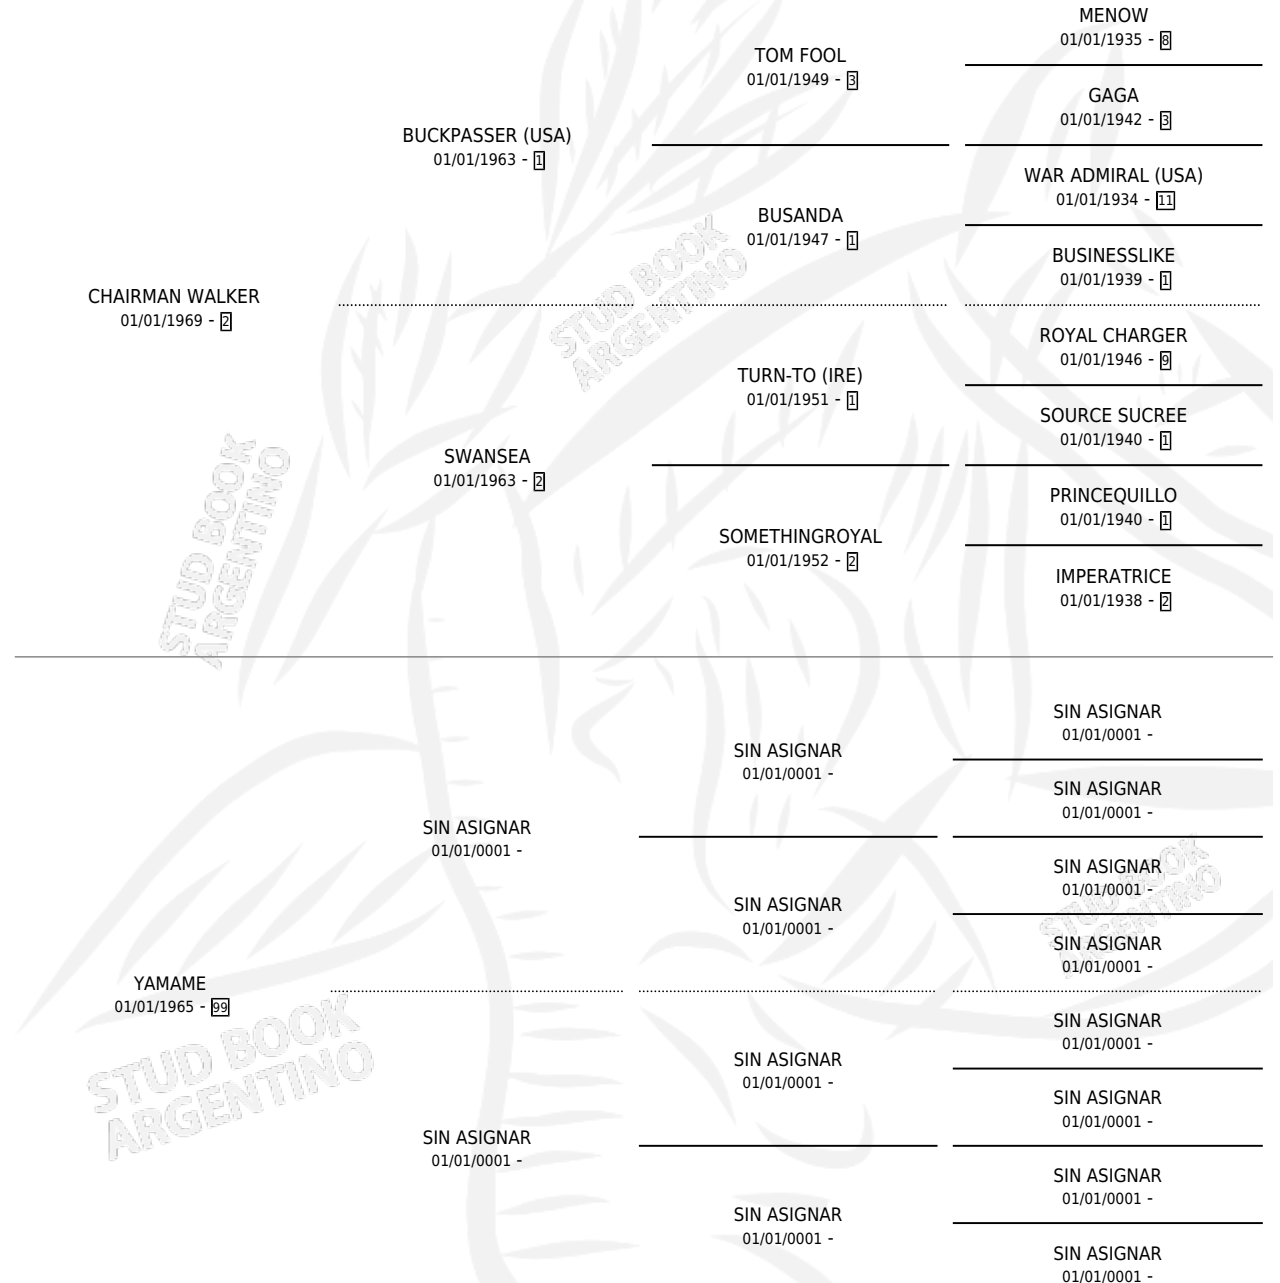 MENOW
01/01/1935 - 8
TOM FOOL
01/01/1949 - 3
GAGA
01/01/1942 - 3
BUCKPASSER (USA)
01/01/1963 - 1
WAR ADMIRAL (USA)
01/01/1934 - 11
BUSANDA
01/01/1947 - 1
BUSINESSLIKE
01/01/1939 - 1
CHAIRMAN WALKER
01/01/1969 - 2
ROYAL CHARGER
01/01/1946 - 9
TURN-TO (IRE)
01/01/1951 - 1
SOURCE SUCREE
01/01/1940 - 1
SWANSEA
01/01/1963 - 2
PRINCEQUILLO
01/01/1940 - 1
SOMETHINGROYAL
01/01/1952 - 2
IMPERATRICE
01/01/1938 - 2
STUD BOOK
ARGENTINO
STUD BOOK
ARGENTINO
SIN ASIGNAR
01/01/0001 -
SIN ASIGNAR
01/01/0001 -
SIN ASIGNAR
01/01/0001 -
SIN ASIGNAR
01/01/0001 -
SIN ASIGNAR
01/01/0001 -
SIN ASIGNAR
01/01/0001 -
SIN ASIGNAR
01/01/0001 -
YAMAME
01/01/1965 - 99
SIN ASIGNAR
01/01/0001 -
SIN ASIGNAR
01/01/0001 -
SIN ASIGNAR
01/01/0001 -
SIN ASIGNAR
01/01/0001 -
SIN ASIGNAR
01/01/0001 -
SIN ASIGNAR
01/01/0001 -
SIN ASIGNAR
01/01/0001 -
STUD BOOK
ARGENTINO
STUD BOOK
ARGENTINO